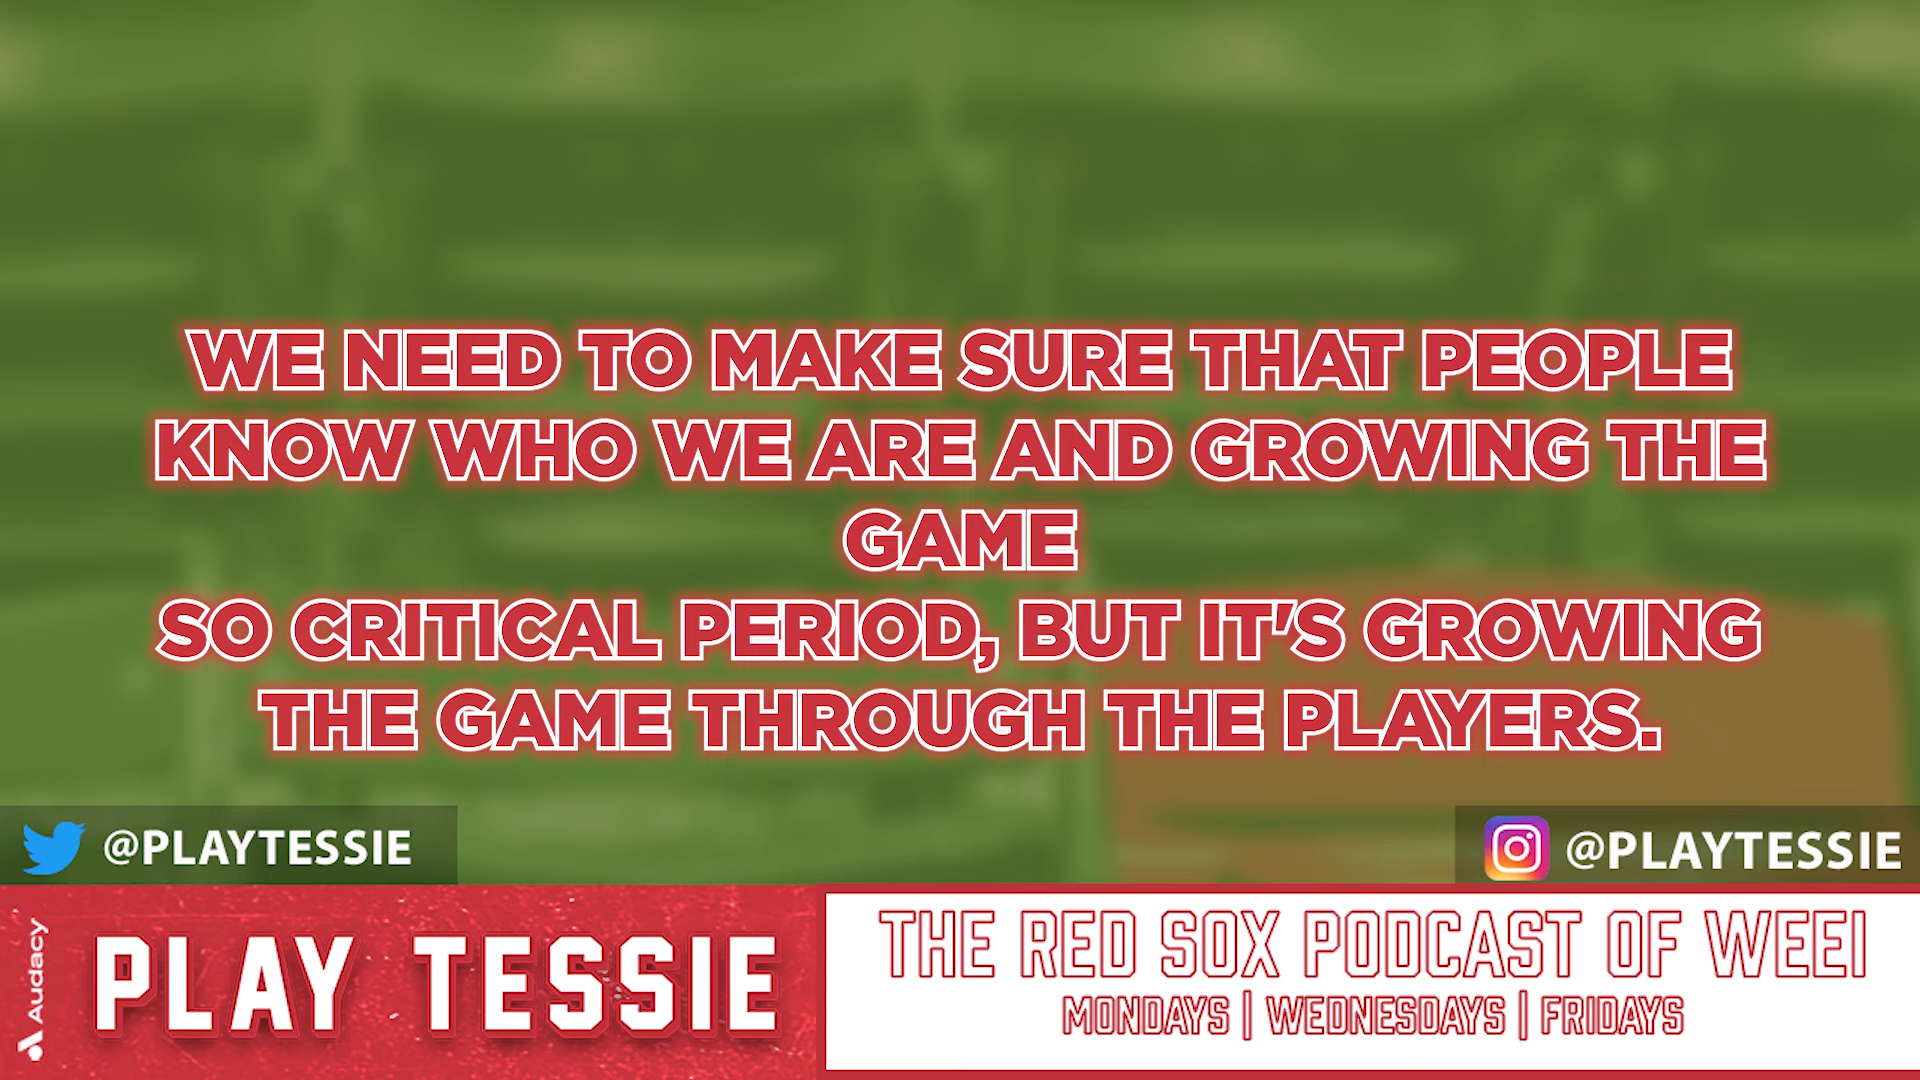 WE NEED TO MAKE SURE THAT PEOPLE
KNOW WHO WE ARE AND GROWING THE
GAME
SO CRITICAL PERIOD, BUT IT'S GROWING
THE GAME THROUGH THE PLAYERS.
@PLAYTESSIE
@PLAYTESSIE
Audacy
PLAY TESSIE
THE RED SOX PODCAST OF WEEI
MONDAYS | WEDNESDAYS | FRIDAYS